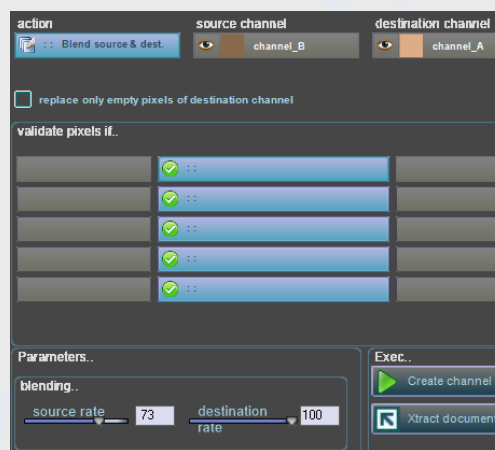 action
source channel
destination channel
:: Blend source & dest.
channel_B
channel_A
replace only empty pixels of destination channel
validate pixels if..
::
::
::
::
::
Parameters..
Exec..
blending..
Create channel
source rate
73
destination rate
100
Xtract document